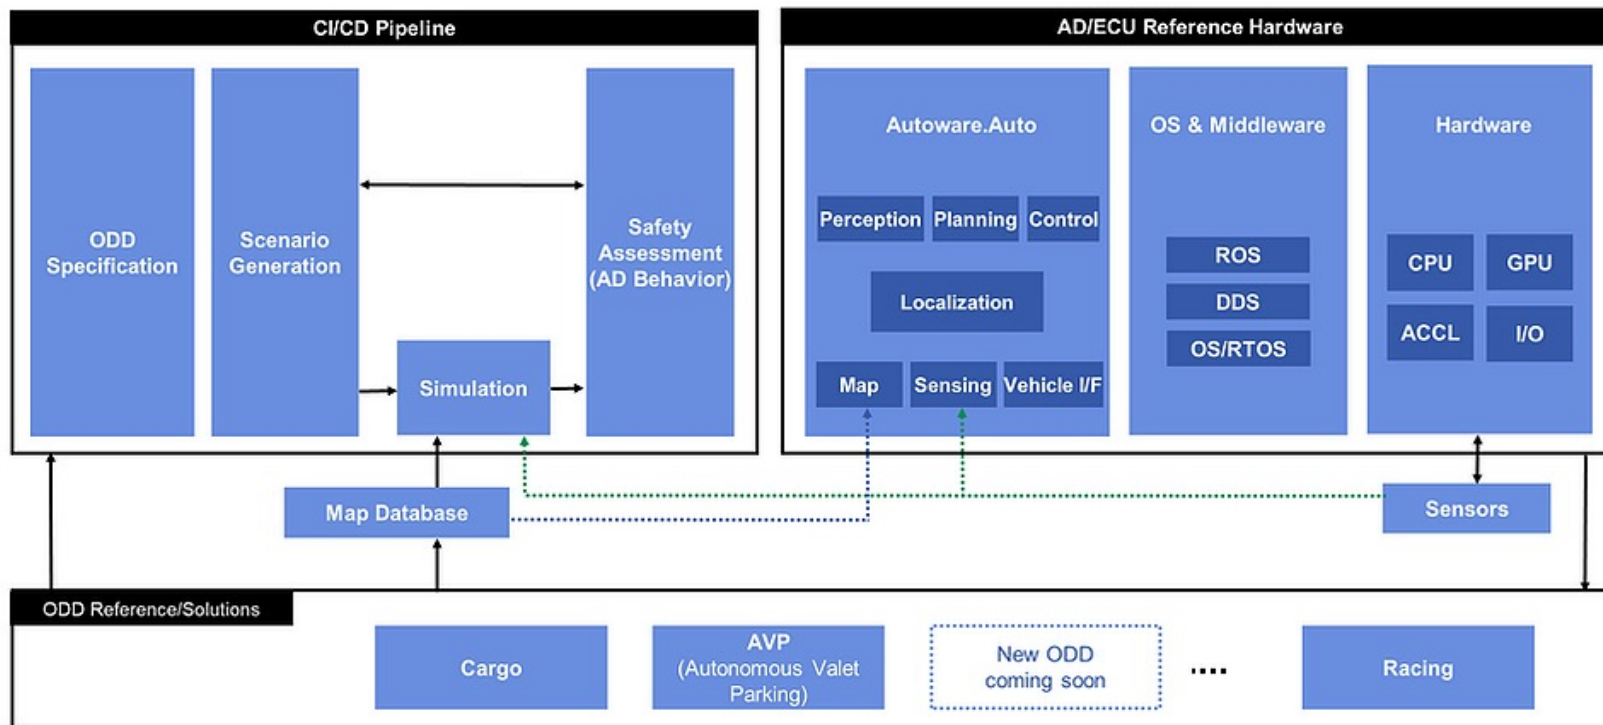 CI/CD Pipeline
ODD
Specification
Scenario
Generation
Simulation
Safety
Assessment
(AD Behavior)
AD/ECU Reference Hardware
Autoware.Auto
Perception
Planning
Control
Localization
Map
Sensing
Vehicle I/F
OS & Middleware
ROS
DDS
OS/RTOS
Hardware
CPU
GPU
ACCL
I/O
Map Database
Sensors
ODD Reference/Solutions
Cargo
AVP
(Autonomous Valet
Parking)
New ODD
coming soon
....
Racing